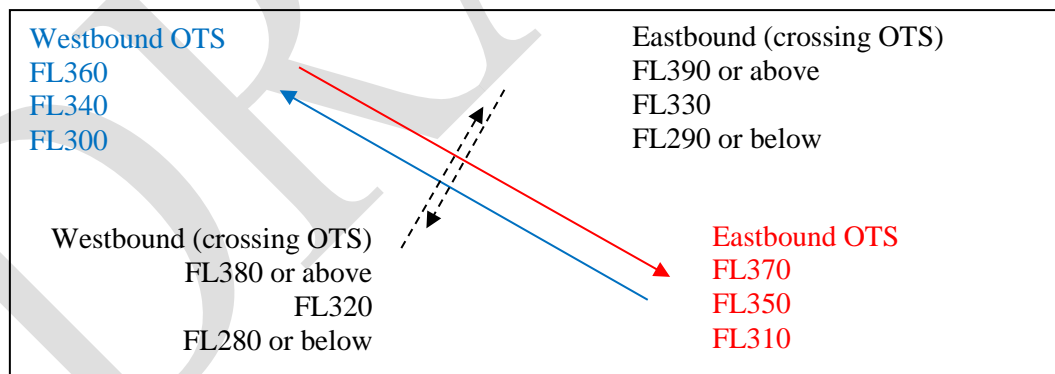 Westbound OTS
FL360
FL340
FL300
Eastbound (crossing OTS)
FL390 or above
FL330
FL290 or below
Westbound (crossing OTS)
FL380 or above
FL320
FL280 or below
Eastbound OTS
FL370
FL350
FL310